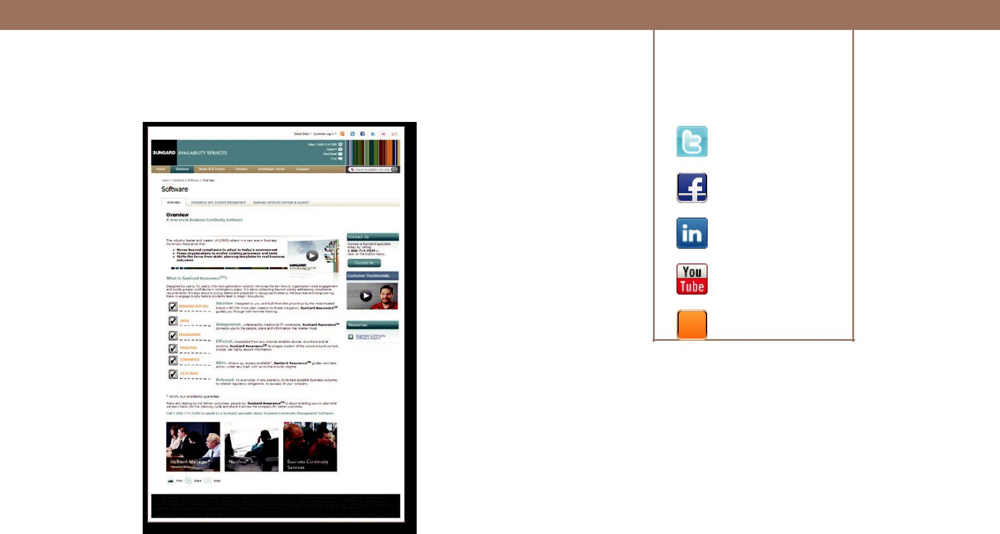 Global Sites Customer Login
Sales: 1-866-714-7209
Support
Send Email
Chat
SUNGARD AVAILABILITY SERVICES
Home Solutions News And Events Partners Knowledge Center Company Search Availability Services
Home > Solutions > Software > Overview
Software
Overview Emergency and Incident Management Business Continuity Services & Support
Overview
A new era in Business Continuity Software
The industry leader and creator of LDRPS ushers in a new era in Business
Continuity Assurance that:
• Moves beyond compliance to adapt to today's environment
• Frees organizations to evolve existing processes and tools
• Shifts the focus from static planning templates to real business
outcomes
SUNGARD
ASSURANCE CM
What is SunGard Assurance CM?
Designed by users, for users, this next-generation solution removes the barriers to organization-wide engagement
and builds greater confidence in contingency plans. It's about extending beyond simply addressing compliance
requirements. It's also about knowing teams are prepared to recognize threats to the business and empowering
them to engage locally before incidents lead to major disruptions.
DESIGNED FOR YOU
OPEN
ENGAGEMENT
PROACTIVE
CONFIDENCE
OUTCOMES
Intuitive. Designed by you and built from the ground up by the most trusted
brand in BC/DR. From plan creation to threat mitigation, SunGard Assurance CM
guides you through with minimal training.
Independent. Unfettered by traditional IT constraints, SunGard Assurance CM
connects you to the people, plans and information that matter most.
Efficient. Accessible from any internet-enabled device, anywhere and at
anytime, SunGard Assurance CM leverages wisdom of the crowd around current,
crucial, yet highly secure information.
Alive. Always up, always available¹, SunGard Assurance CM guides next best
action, under any load, with up-to-the-minute insights.
Relevant. To everyone, in any scenario, to its best possible business outcome,
to related regulatory obligations, to success of your company.
¹ 99.9% SLA availability guarantee.
Plans and testing do not deliver outcomes, people do. SunGard Assurance CM is about enabling you to take what
we learn back into the planning cycle and share it across the company for better outcomes.
Call 1-866-714-7209 to speak to a SunGard specialist about Business Continuity Management Software.
Incident Manager®
Notifind®
Business Continuity
Services
Print Share Email
Contact Us
Contact a SunGard specialist
today by calling
1-866-714-7209 or
click on the button below.
Contact Us
Customer Testimonials
Resources
Business Continuity
Software Report
t
f
in
You
Tube